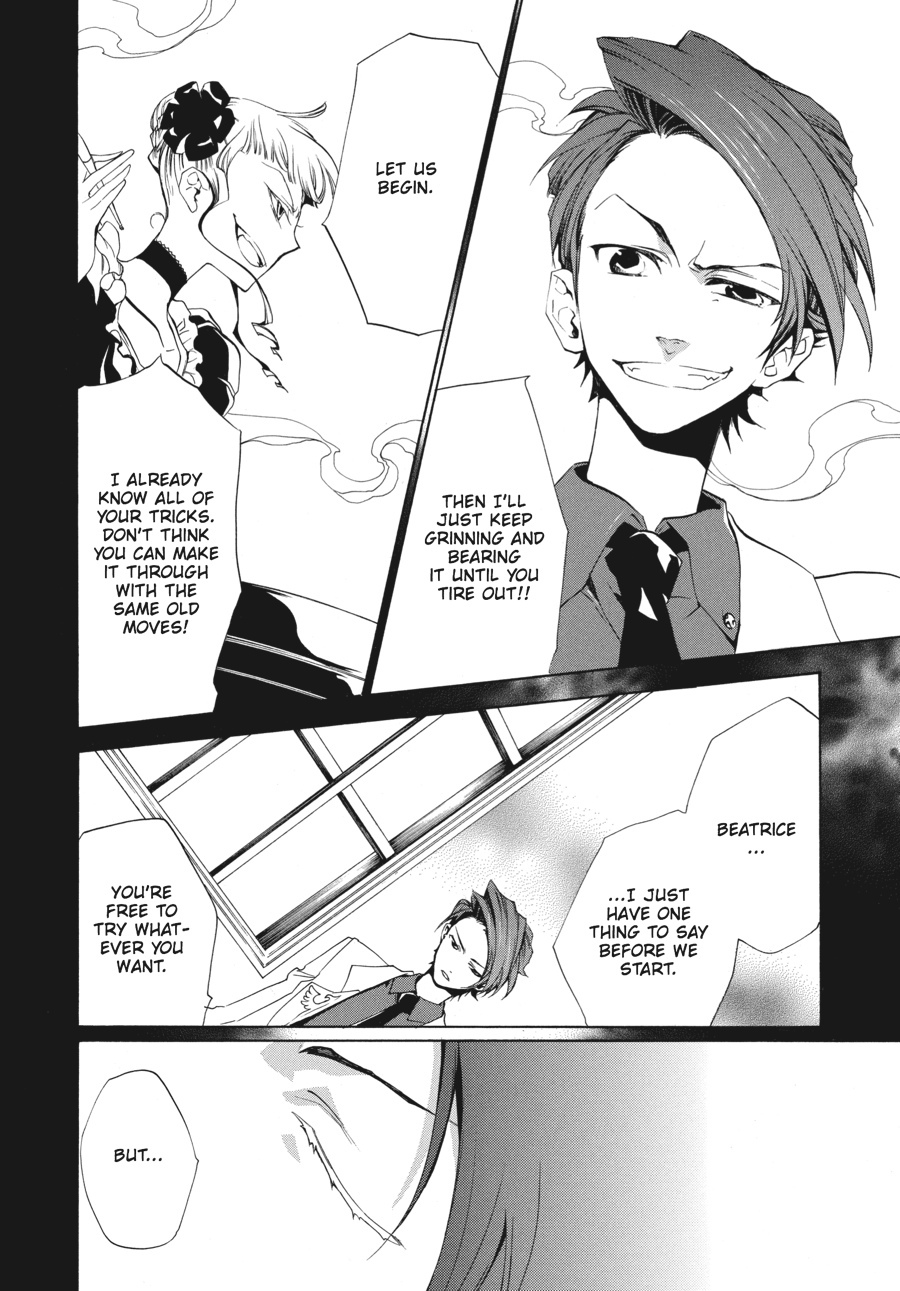 THEN I'LL
JUST KEEP
GRINNING AND
BEARING
IT UNTIL YOU
TIRE OUT!!
LET US
BEGIN.
I ALREADY
KNOW ALL OF
YOUR TRICKS.
DON'T THINK
YOU CAN MAKE
IT THROUGH
WITH THE
SAME OLD
MOVES!
BEATRICE
...
...I JUST
HAVE ONE
THING TO SAY
BEFORE WE
START.
YOU'RE
FREE TO
TRY WHAT-
EVER YOU
WANT.
BUT...